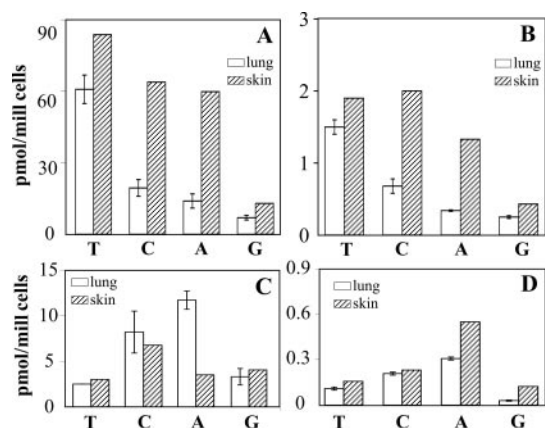 A
90
60
30
0
pmol/mill cells
lung
skin
T C A G
B
3
2
1
0
lung
skin
T C A G
C
15
10
5
0
pmol/mill cells
lung
skin
T C A G
D
0.9
0.6
0.3
0
lung
skin
T C A G